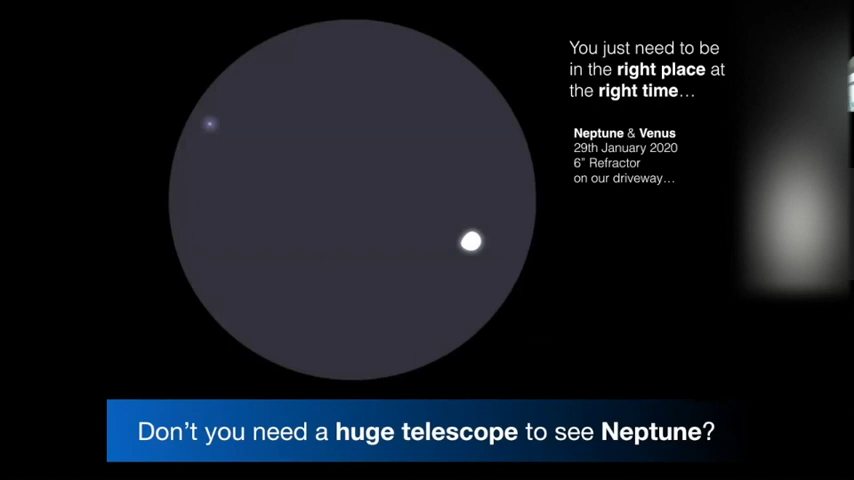 You just need to be
in the right place at
the right time…
Neptune & Venus
29th January 2020
6” Refractor
on our driveway…
Don’t you need a huge telescope to see Neptune?